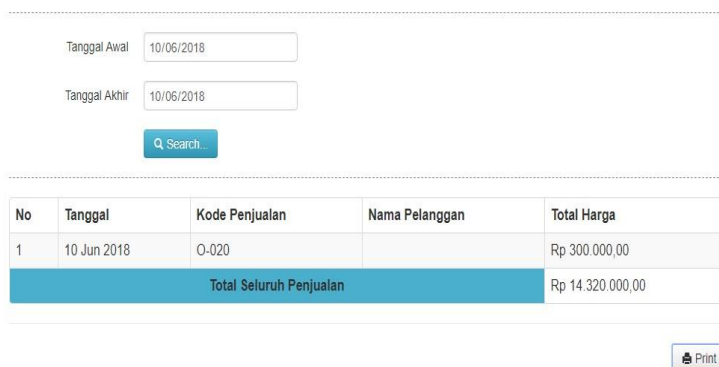 Tanggal Awal 10/06/2018
Tanggal Akhir 10/06/2018
Search...
No Tanggal Kode Penjualan Nama Pelanggan Total Harga
1 10 Jun 2018 O-020 Rp 300.000,00
Total Seluruh Penjualan Rp 14.320.000,00
Print